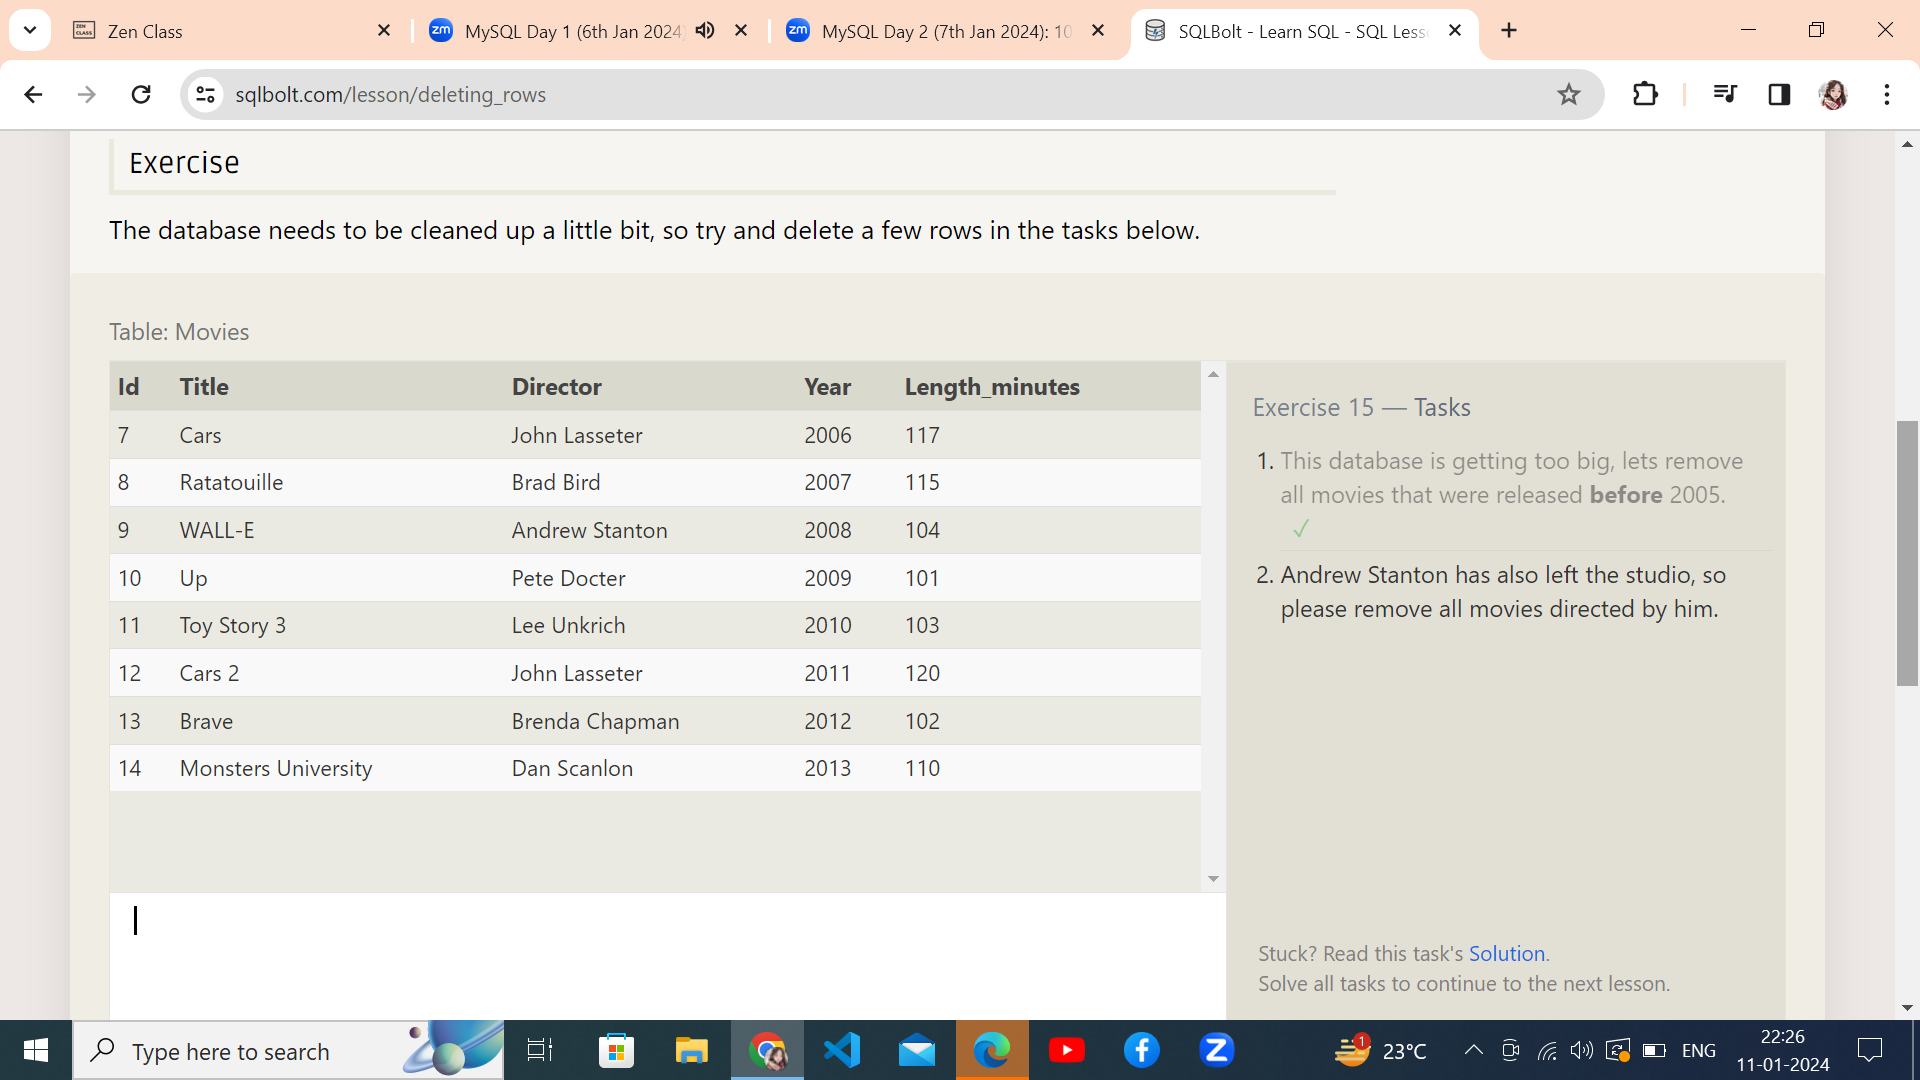 ZEN CLASS Zen Class
zm MySQL Day 1 (6th Jan 2024)
zm MySQL Day 2 (7th Jan 2024): 10
SQLBolt - Learn SQL - SQL Less
sqlbolt.com/lesson/deleting_rows
Exercise
The database needs to be cleaned up a little bit, so try and delete a few rows in the tasks below.
Table: Movies
Id Title Director Year Length_minutes
7 Cars John Lasseter 2006 117
8 Ratatouille Brad Bird 2007 115
9 WALL-E Andrew Stanton 2008 104
10 Up Pete Docter 2009 101
11 Toy Story 3 Lee Unkrich 2010 103
12 Cars 2 John Lasseter 2011 120
13 Brave Brenda Chapman 2012 102
14 Monsters University Dan Scanlon 2013 110
Exercise 15 — Tasks
1. This database is getting too big, lets remove
all movies that were released before 2005.
✓
2. Andrew Stanton has also left the studio, so
please remove all movies directed by him.
Stuck? Read this task's Solution.
Solve all tasks to continue to the next lesson.
Type here to search
1 23°C
ENG
22:26
11-01-2024